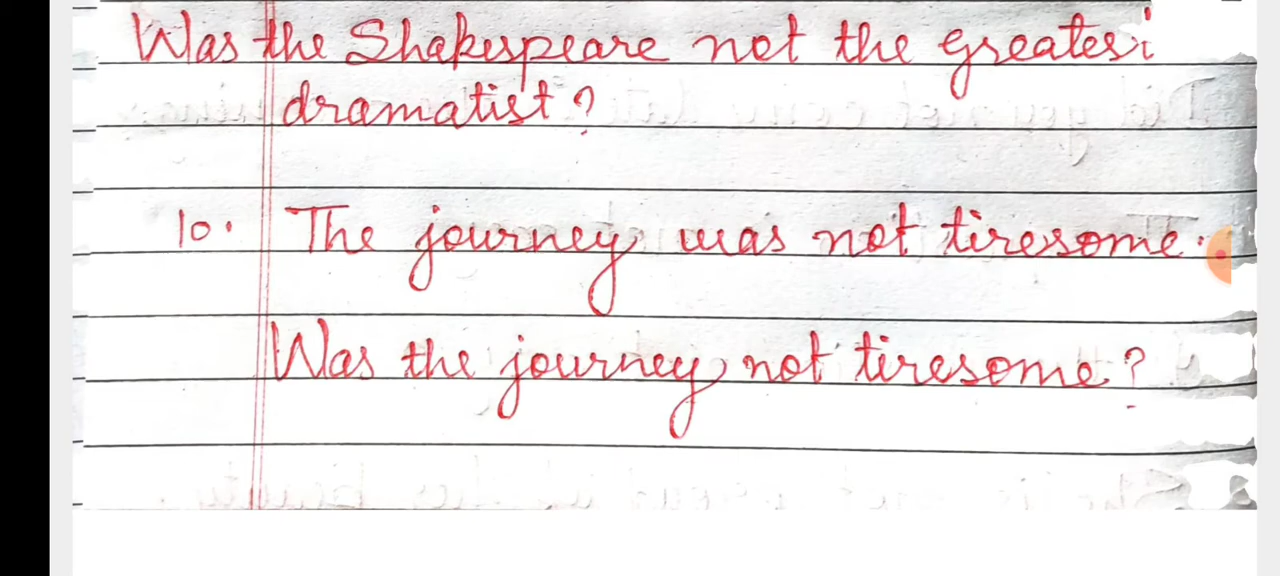 Was the Shakespeare not the greatest
dramatist?
10. The journey was not tiresome.
Was the journey not tiresome?